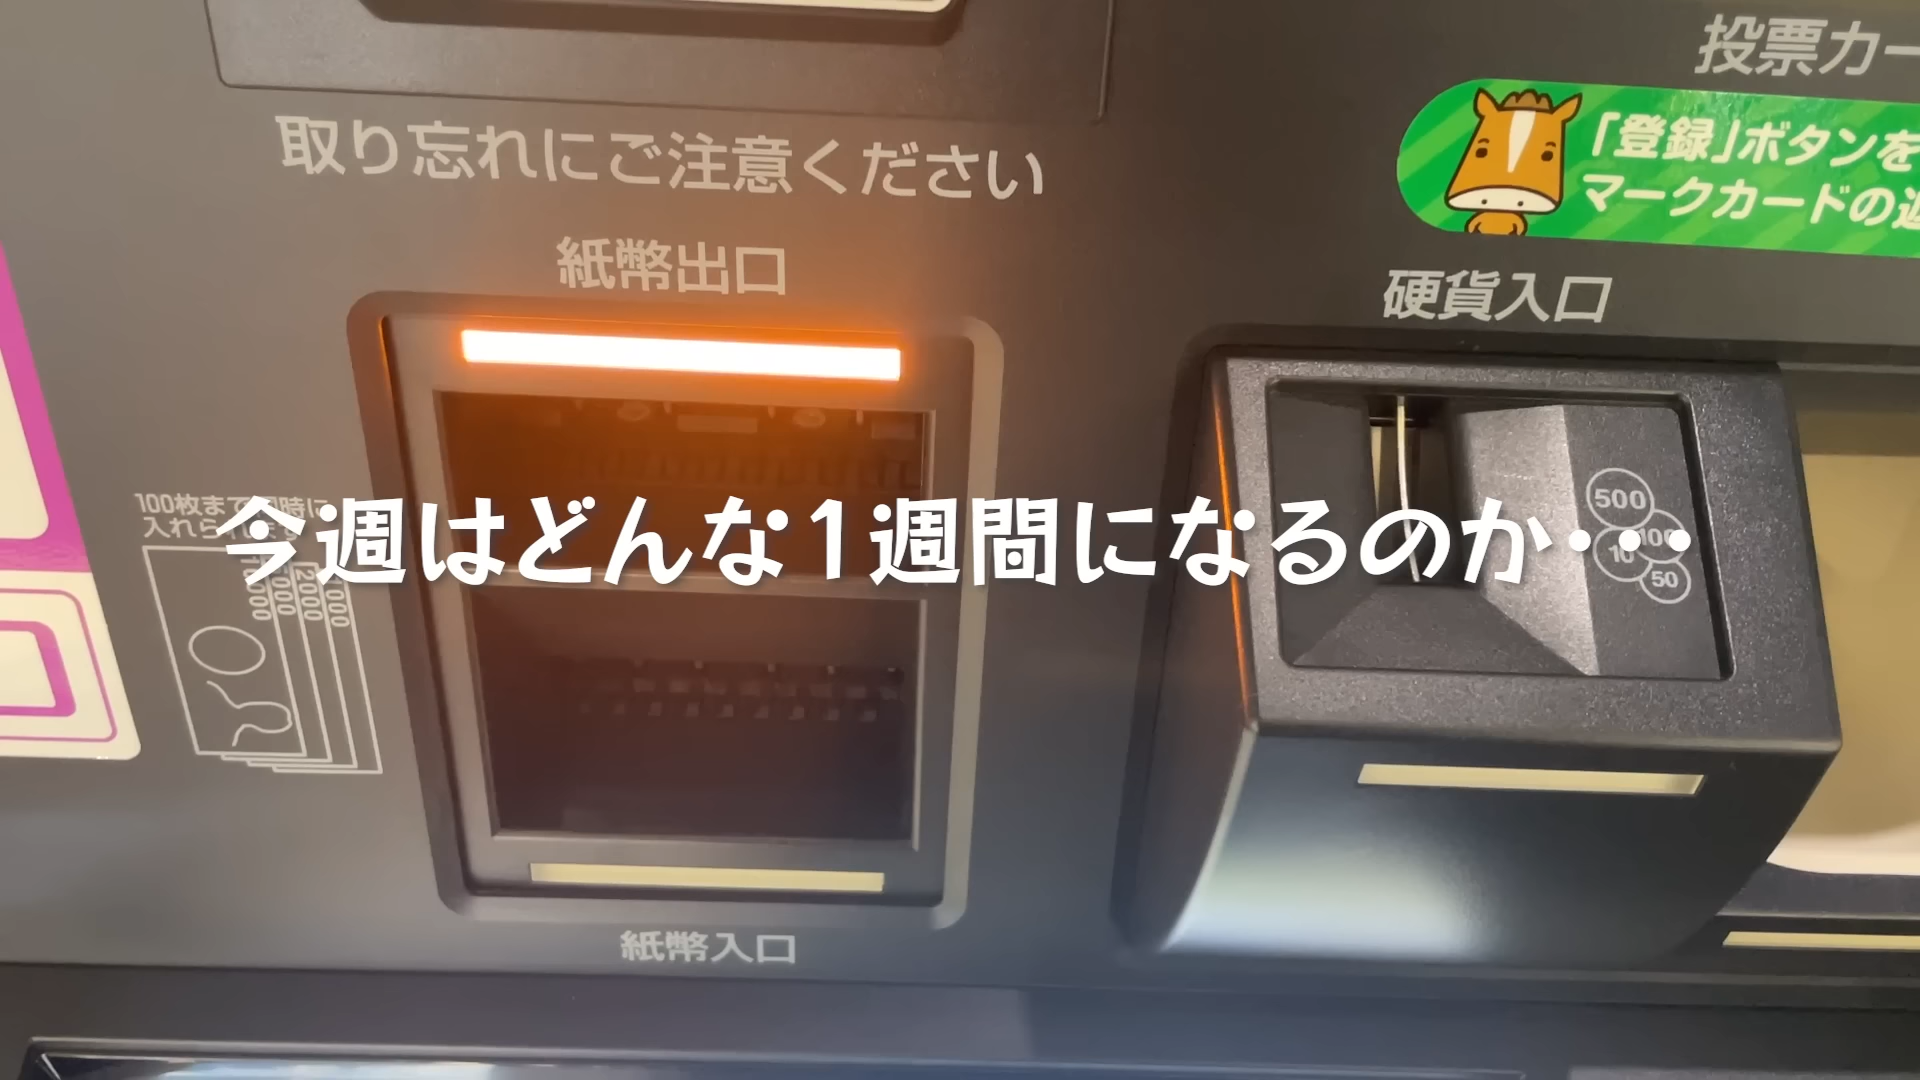 投票カー
「登録」ボタンを
マークカードの
取り忘れにご注意ください
紙幣出口
硬貨入口
今週はどんな1週間になるのか・・・
500
100
10
50
2000
紙幣入口